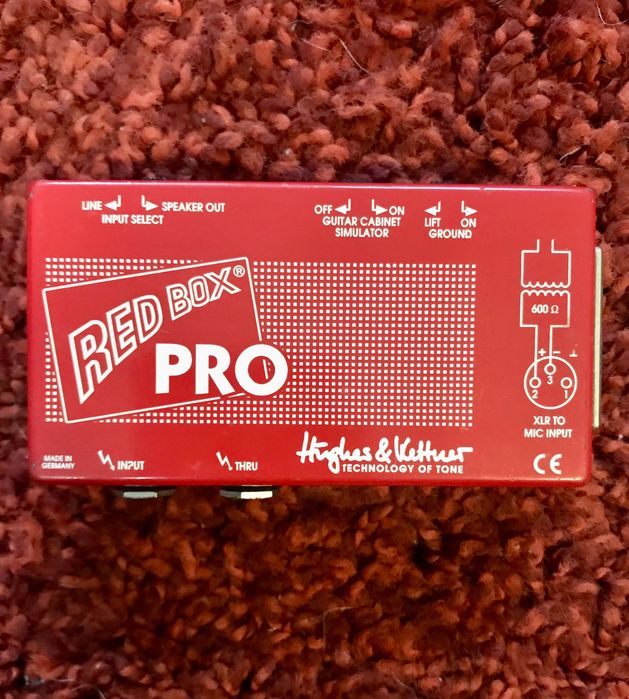 LINE SPEAKER OUT
INPUT SELECT
OFF ON
GUITAR CABINET
SIMULATOR
LIFT ON
GROUND
RED BOX®
PRO
600 Ω
+
3
2 1
XLR TO
MIC INPUT
MADE IN
GERMANY
INPUT
THRU
Hughes & Kettner
TECHNOLOGY OF TONE
CE